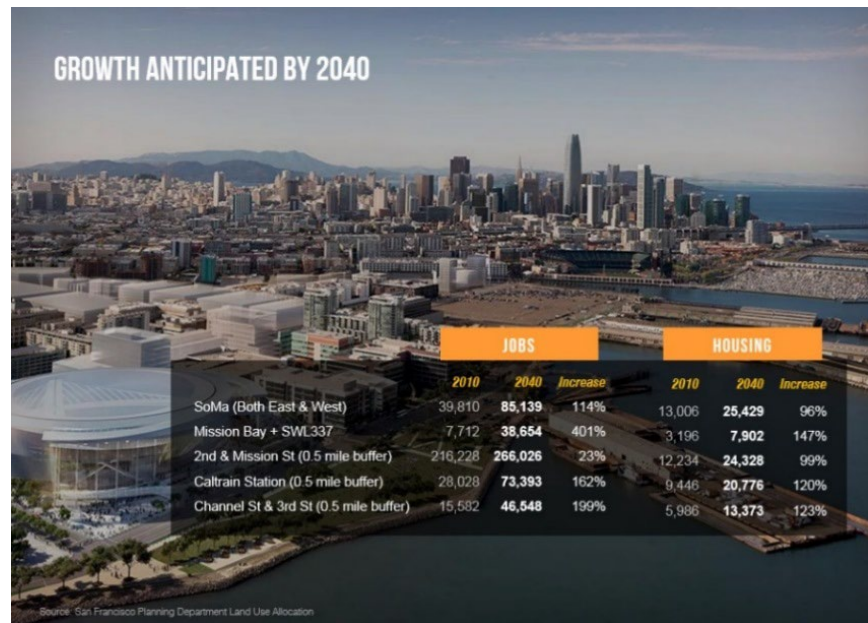 GROWTH ANTICIPATED BY 2040
JOBS HOUSING
2010 2040 Increase 2010 2040 Increase
SoMa (Both East & West) 39,810 85,139 114% 13,006 25,429 96%
Mission Bay + SWL337 7,712 38,654 401% 3,196 7,902 147%
2nd & Mission St (0.5 mile buffer) 216,228 266,026 23% 12,234 24,328 99%
Caltrain Station (0.5 mile buffer) 28,028 73,393 162% 9,446 20,776 120%
Channel St & 3rd St (0.5 mile buffer) 15,582 46,548 199% 5,986 13,373 123%
Source: San Francisco Planning Department Land Use Allocation